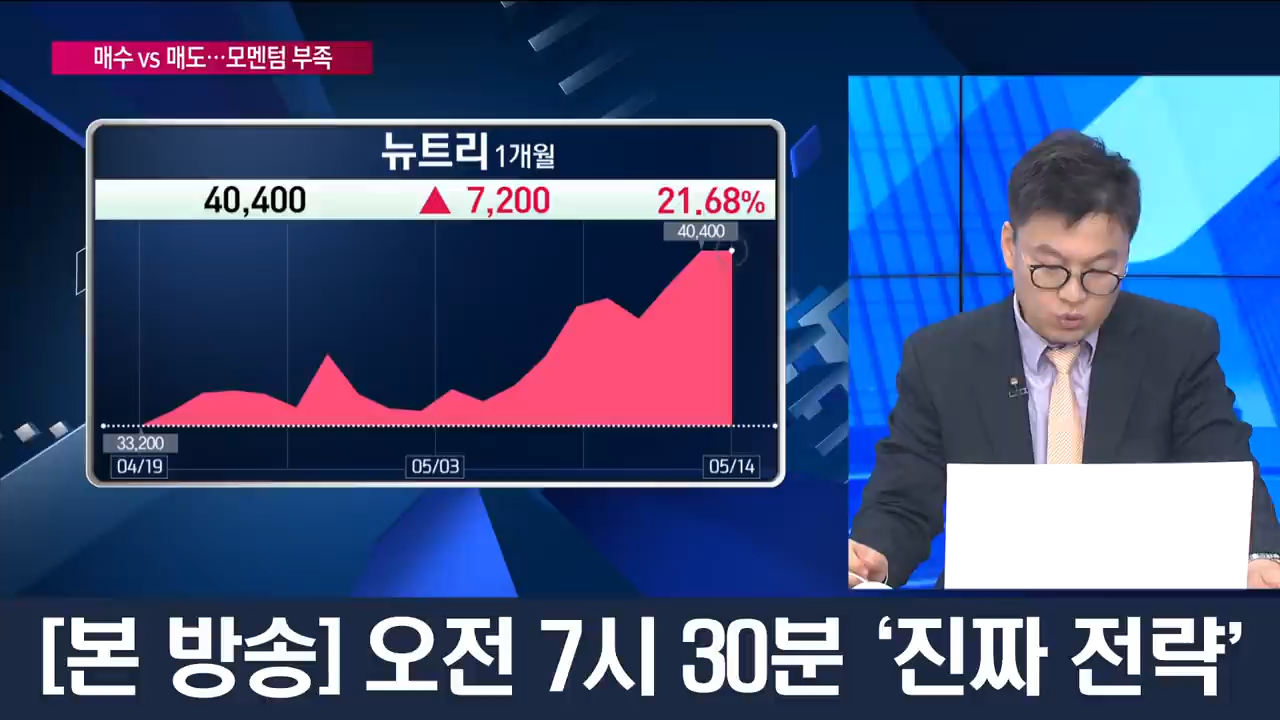 매수 vs 매도…모멘텀 부족
뉴트리 1개월
40,400 ▲ 7,200 21.68%
40,400
33,200
04/19 05/03 05/14
[본 방송] 오전 7시 30분 ‘진짜 전략’